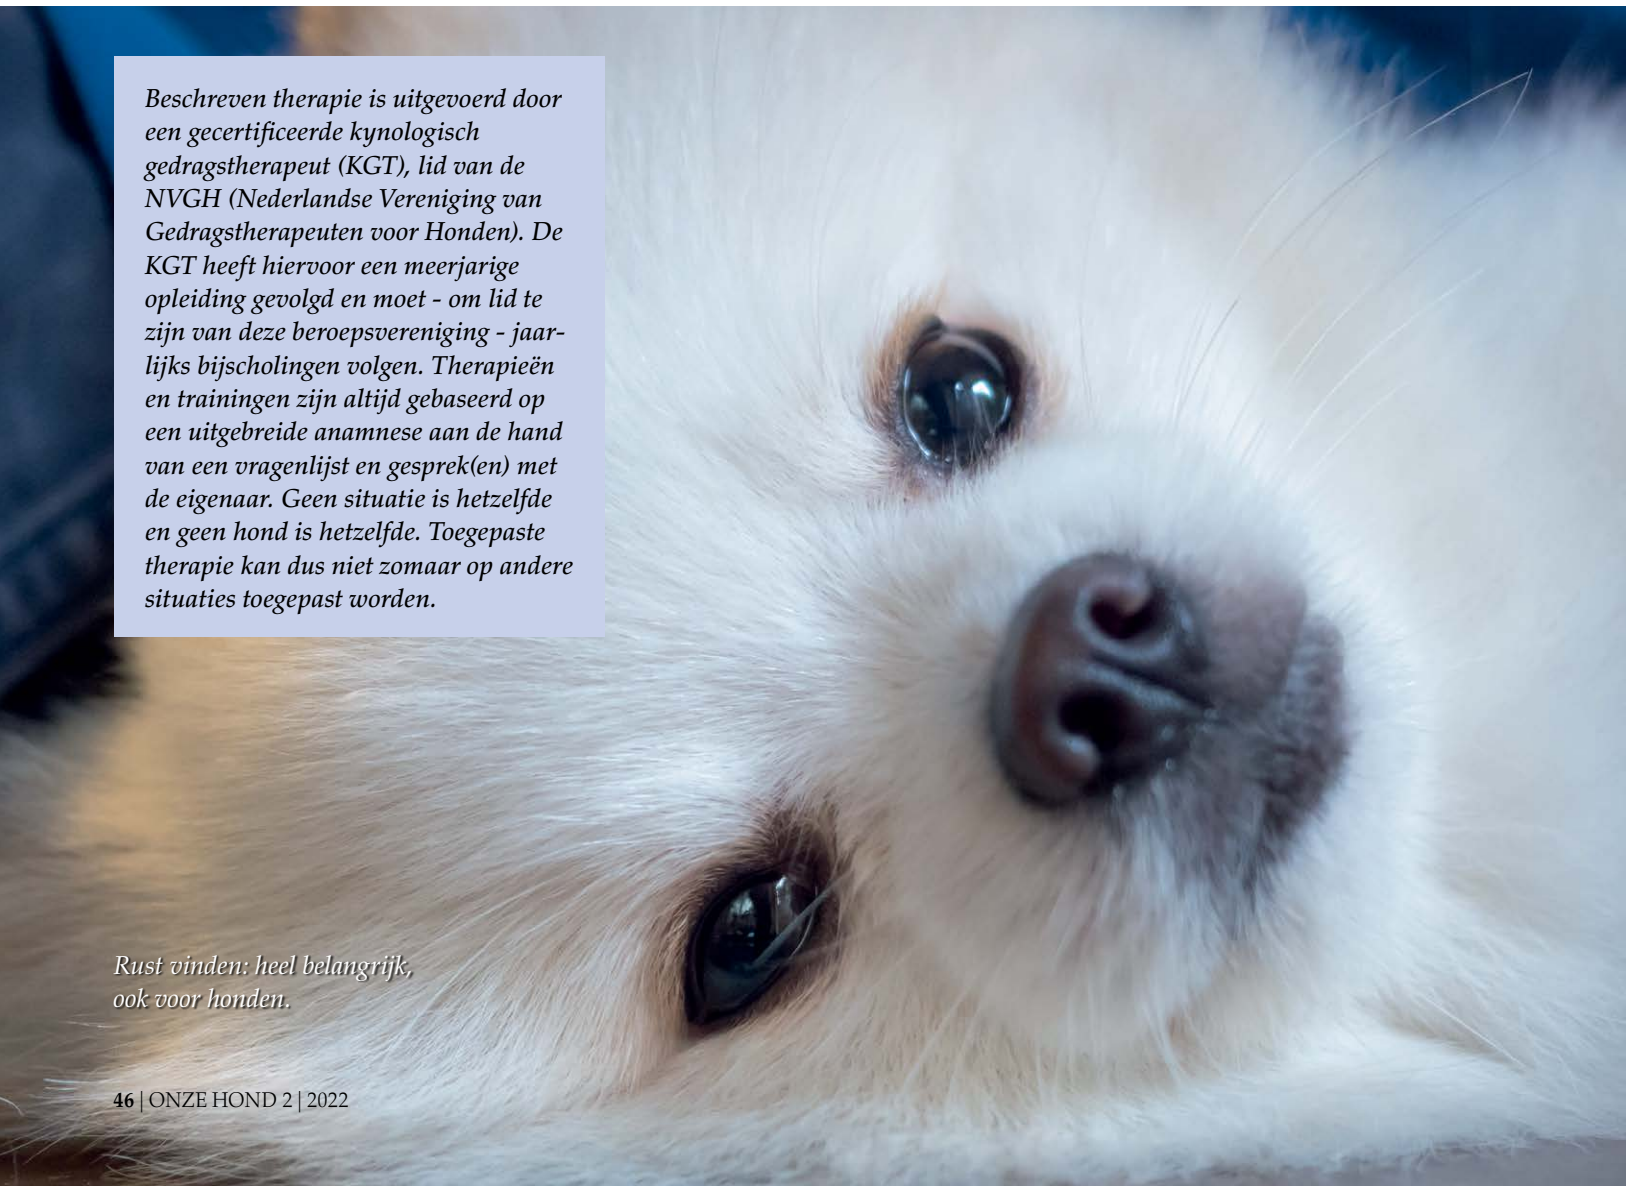 Beschreven therapie is uitgevoerd door
een gecertificeerde kynologisch
gedragstherapeut (KGT), lid van de
NVGH (Nederlandse Vereniging van
Gedragstherapeuten voor Honden). De
KGT heeft hiervoor een meerjarige
opleiding gevolgd en moet - om lid te
zijn van deze beroepsvereniging - jaar-
lijks bijscholingen volgen. Therapieën
en trainingen zijn altijd gebaseerd op
een uitgebreide anamnese aan de hand
van een vragenlijst en gesprek(en) met
de eigenaar. Geen situatie is hetzelfde
en geen hond is hetzelfde. Toegepaste
therapie kan dus niet zomaar op andere
situaties toegepast worden.
Rust vinden: heel belangrijk,
ook voor honden.
46 | ONZE HOND 2 | 2022